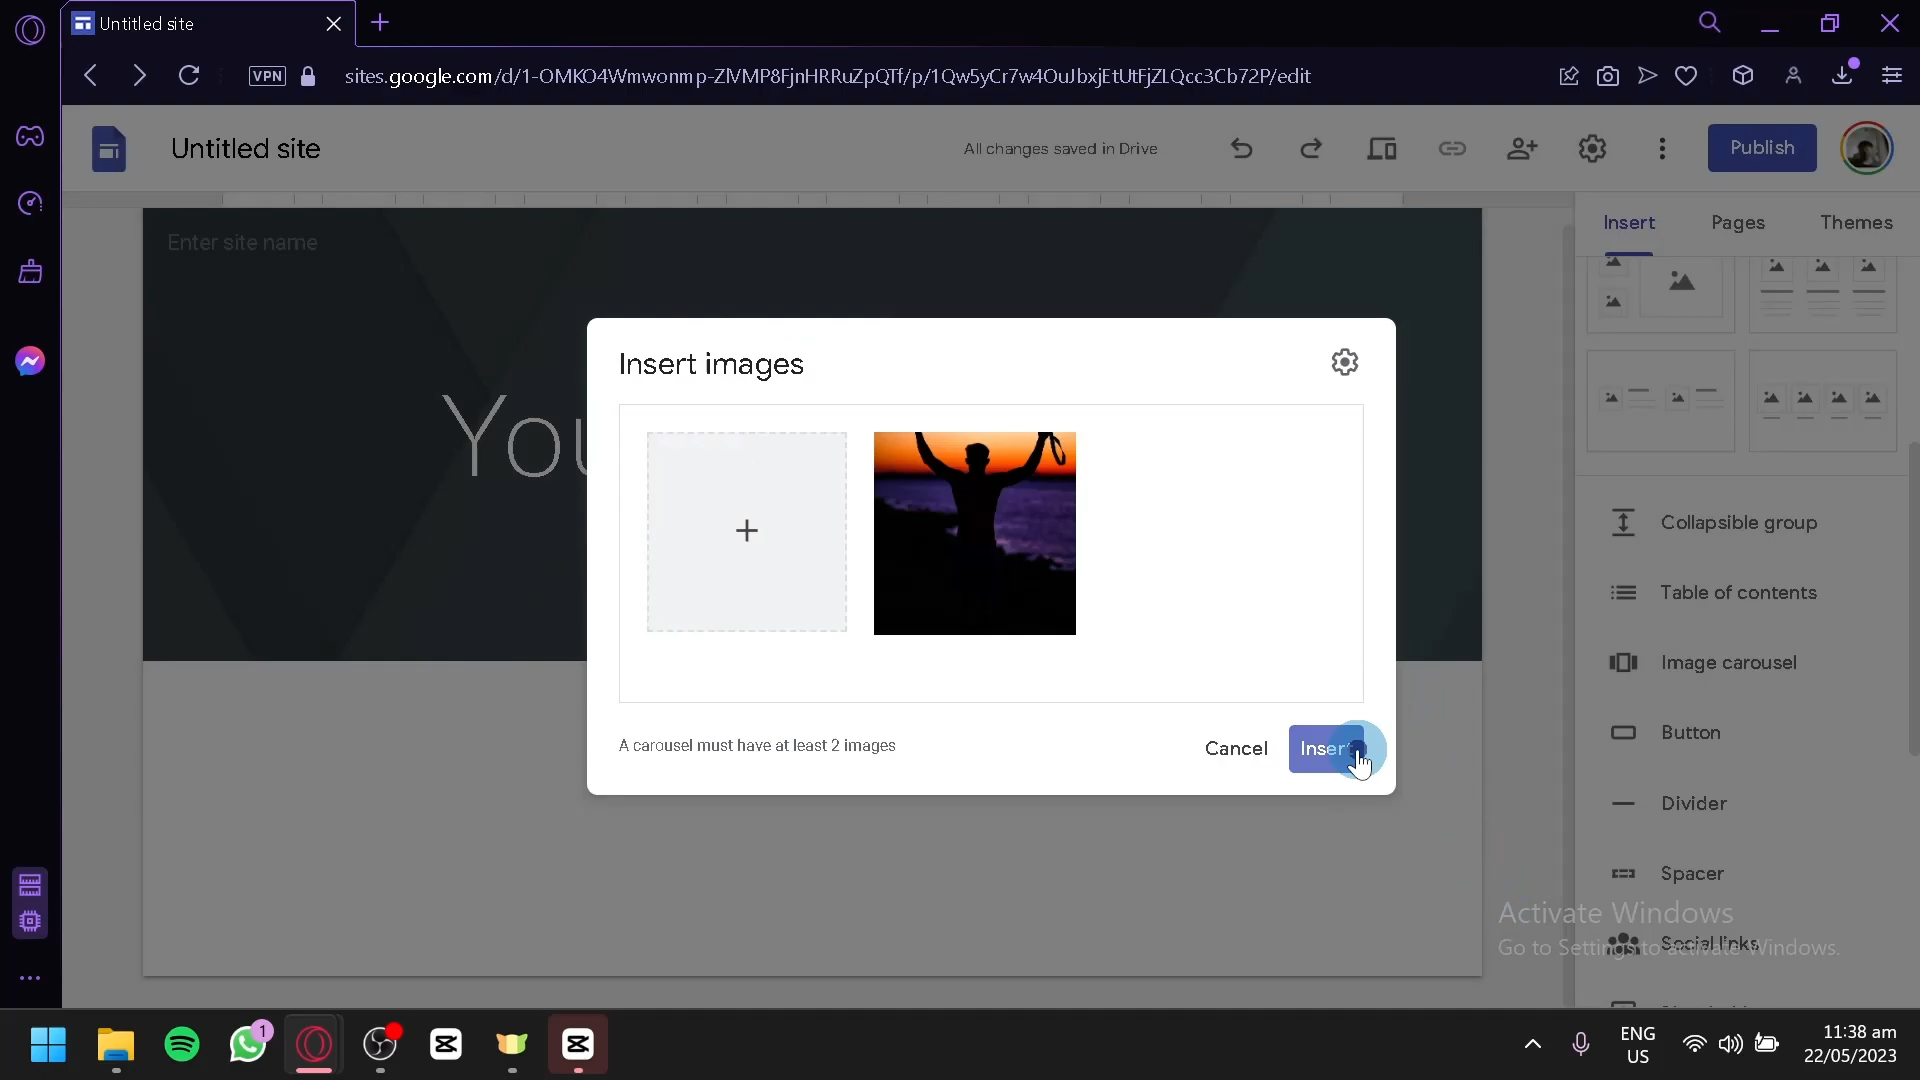 Untitled site
VPN
sites.google.com/d/1-OMKO4Wmwonmp-ZlVMP8FjnHRRuZpQTf/p/1Qw5yCr7w4OuJbxjEtUtFjZLQcc3Cb72P/edit
Untitled site
All changes saved in Drive
Publish
Insert
Pages
Themes
Enter site name
You
Insert images
A carousel must have at least 2 images
Cancel
Insert
Collapsible group
Table of contents
Image carousel
Button
Divider
Spacer
Social links
Activate Windows
Go to Settings to activate Windows.
1
ENG
US
11:38 am
22/05/2023